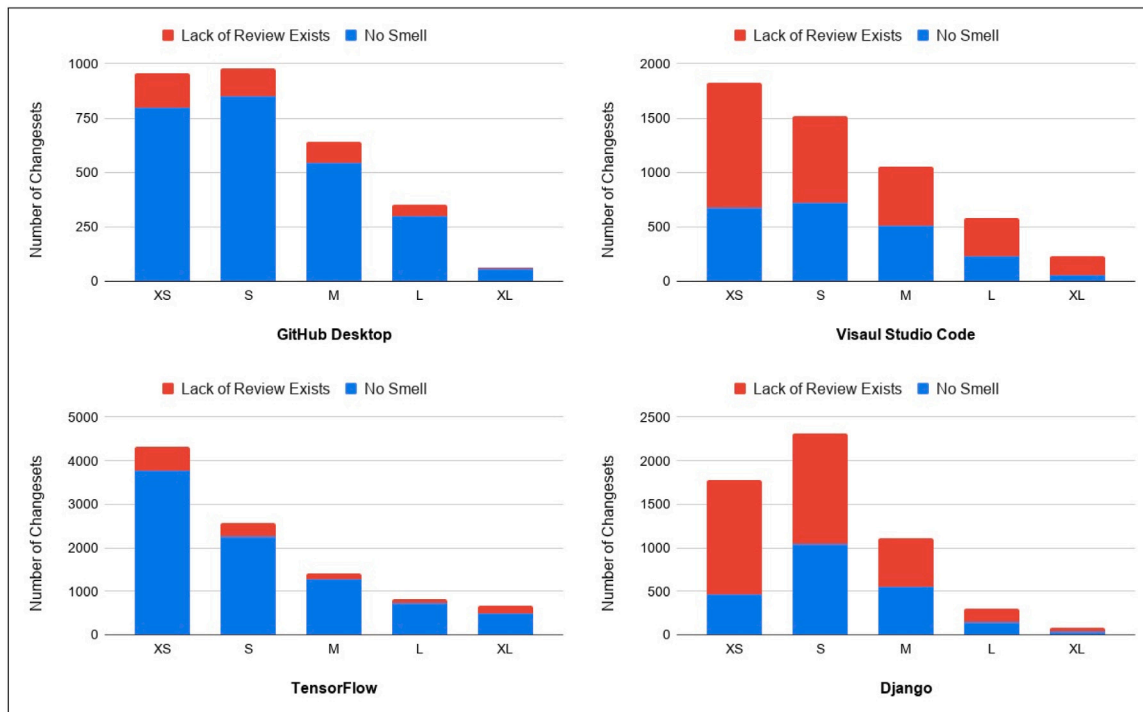 Lack of Review Exists No Smell
Number of Changesets
1000
750
500
250
0
XS S M L XL
GitHub Desktop
Lack of Review Exists No Smell
Number of Changesets
2000
1500
1000
500
0
XS S M L XL
Visaul Studio Code
Lack of Review Exists No Smell
Number of Changesets
5000
4000
3000
2000
1000
0
XS S M L XL
TensorFlow
Lack of Review Exists No Smell
Number of Changesets
2500
2000
1500
1000
500
0
XS S M L XL
Django